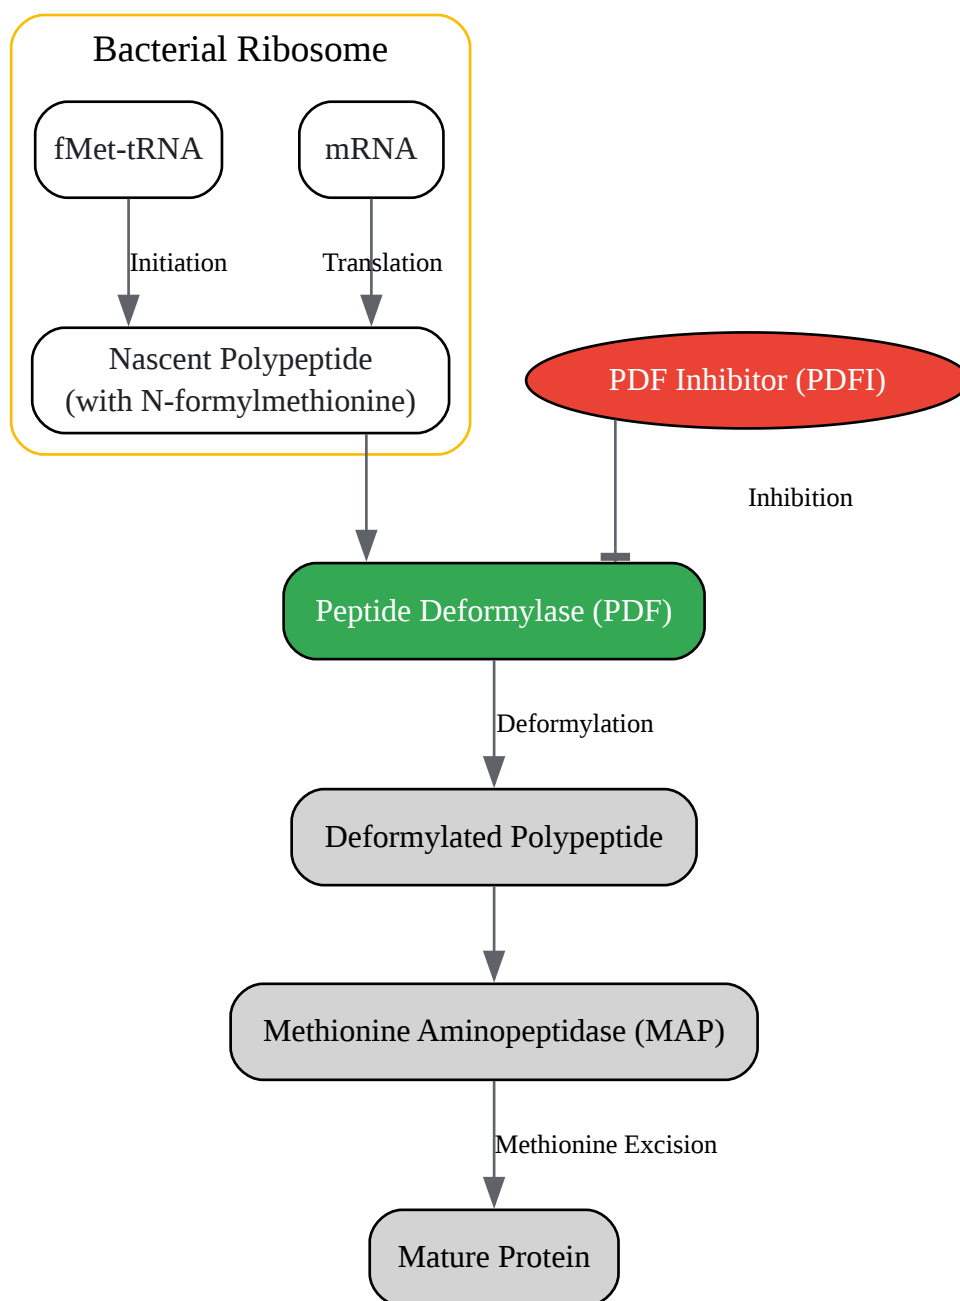 Bacterial Ribosome
fMet-tRNA
mRNA
Initiation
Translation
Nascent Polypeptide
(with N-formylmethionine)
PDF Inhibitor (PDFI)
Inhibition
Peptide Deformylase (PDF)
Deformylation
Deformylated Polypeptide
Methionine Aminopeptidase (MAP)
Methionine Excision
Mature Protein